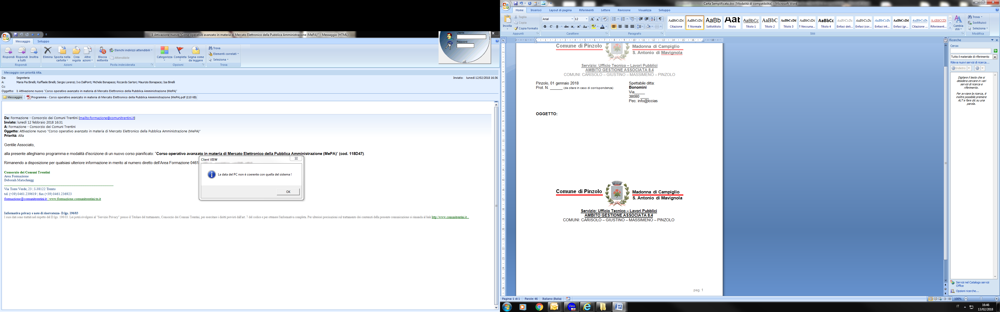 I: Attivazione nuovo "Corso operativo avanzato in materia di Mercato Elettronico della Pubblica Amministrazione (MePA)" - Messaggio (HTML)
Messaggio Sviluppo
Rispondi Rispondi a tutti Inoltra
Elimina Sposta nella cartella Crea regola Altre azioni
Blocca mittente Elenchi indirizzi attendibili Attendibile
Categorizza Completa Segna come da leggere
Trova
Elementi correlati
Seleziona
Rispondi Azioni Posta indesiderata Opzioni Trova
Utente:
Password:
Messaggio con priorità Alta.
Da: Segreteria Inviato: lunedì 12/02/2018 16:36
A: Maria Pia Binelli; Raffaele Binelli; Sergio Lorenzi; Ivo DalPont; Michele Bonapace; Riccardo Sartori; Maurizio Bonapace; Isa Binelli
Cc:
Oggetto: I: Attivazione nuovo "Corso operativo avanzato in materia di Mercato Elettronico della Pubblica Amministrazione (MePA)"
Messaggio Programma - Corso operativo avanzato in materia di Mercato Elettronico della Pubblica Amministrazione (MePA).pdf (110 KB)
Da: Formazione - Consorzio dei Comuni Trentini [mailto:formazione@comunitrentini.it]
Inviato: lunedì 12 febbraio 2018 16:31
A: Formazione - Consorzio dei Comuni Trentini
Oggetto: Attivazione nuovo "Corso operativo avanzato in materia di Mercato Elettronico della Pubblica Amministrazione (MePA)"
Priorità: Alta
Gentile Associato,
alla presente alleghiamo programma e modalità d'iscrizione di un nuovo corso pianificato: "Corso operativo avanzato in materia di Mercato Elettronico della Pubblica Amministrazione (MePA)" (cod. 118D47).
Rimanendo a disposizione per qualsiasi ulteriore informazione in merito al numero diretto dell'Area Formazione 0461.
Client VIEW
La data del PC non è coerente con quella del sistema !
OK
Consorzio dei Comuni Trentini
Area Formazione
Deborah Matschnigg
Via Torre Verde, 23 | I-38122 Trento
tel. (+39) 0461.239619 | fax (+39) 0461.236923
formazione@comunitrentini.it | www.formazione.comunitrentini.tn.it
Informativa privacy e note di riservatezza- D.lgs. 196/03
I suoi dati sono trattati nel rispetto del D.lgs. 196/03. Lei potrà rivolgersi al "Servizio Privacy" presso il Titolare del trattamento, Consorzio dei Comuni Trentini, per esercitare i diritti previsti dall'art. 7 del codice e per ottenere l'informativa completa. Per ulteriori precisazioni sul trattamento dei contenuti della presente comunicazione si rimanda al link http://www.comunitrentini.it...
Carta Semplificata.doc [Modalità di compatibilità] - Microsoft Word
Home Inserisci Layout di pagina Riferimenti Lettere Revisione Visualizza Sviluppo
Incolla
Taglia
Copia
Copia formato
Arial 12
AaBbCcDd Citazione
AaBbCcDd ¶ Normale
AaBb Sottotitolo
AaB Titolo
AaBbCc Titolo 1
AaBbC Titolo 2
AaBbCcDd Titolo 3
AaBbCcDd ¶ Nessuna...
AaBbCc Titolo 4
AaBbCcDd Enfasi deli...
AaBbCcDd Enfasi (cor...
AaBbCcDd Enfasi int...
AaBbCcDd Enfasi (gr...
AaBbCcDd Citazione ...
AaBbCcDd Riferiment...
Cambia stili
Trova
Sostituisci
Seleziona
Appunti Carattere Paragrafo Stili Modifica
Comune di Pinzolo Madonna di Campiglio
S. Antonio di Mavignola
Servizio: Ufficio Tecnico – Lavori Pubblici
AMBITO GESTIONE ASSOCIATA 8.4
COMUNI: CARISOLO – GIUSTINO – MASSIMENO – PINZOLO
Pinzolo, 01 gennaio 2018 Spettabile ditta:
Prot. N. ______ (da citare in caso di corrispondenza) Bonomini
Via_____
38080 ____
Pec. info@lccias
OGGETTO:
Comune di Pinzolo Madonna di Campiglio
S. Antonio di Mavignola
Servizio: Ufficio Tecnico – Lavori Pubblici
AMBITO GESTIONE ASSOCIATA 8.4
COMUNI: CARISOLO – GIUSTINO – MASSIMENO – PINZOLO
pag. 1
Ricerche
Cerca:
Tutto il materiale di riferimento
Rileva nuovi servizi di ricerca...
Indietro
Digitare il testo che si
desidera cercare in vari
servizi di ricerca e
riferimento.
Per avviare la ricerca, è
inoltre possibile premere
ALT e fare clic su una
parola.
Servizi nel Catalogo servizi
Office
Opzioni ricerche...
Pagina: 1 di 1 Parole: 46 Italiano (Italia) 100%
View
IT 16:46
13/02/2018